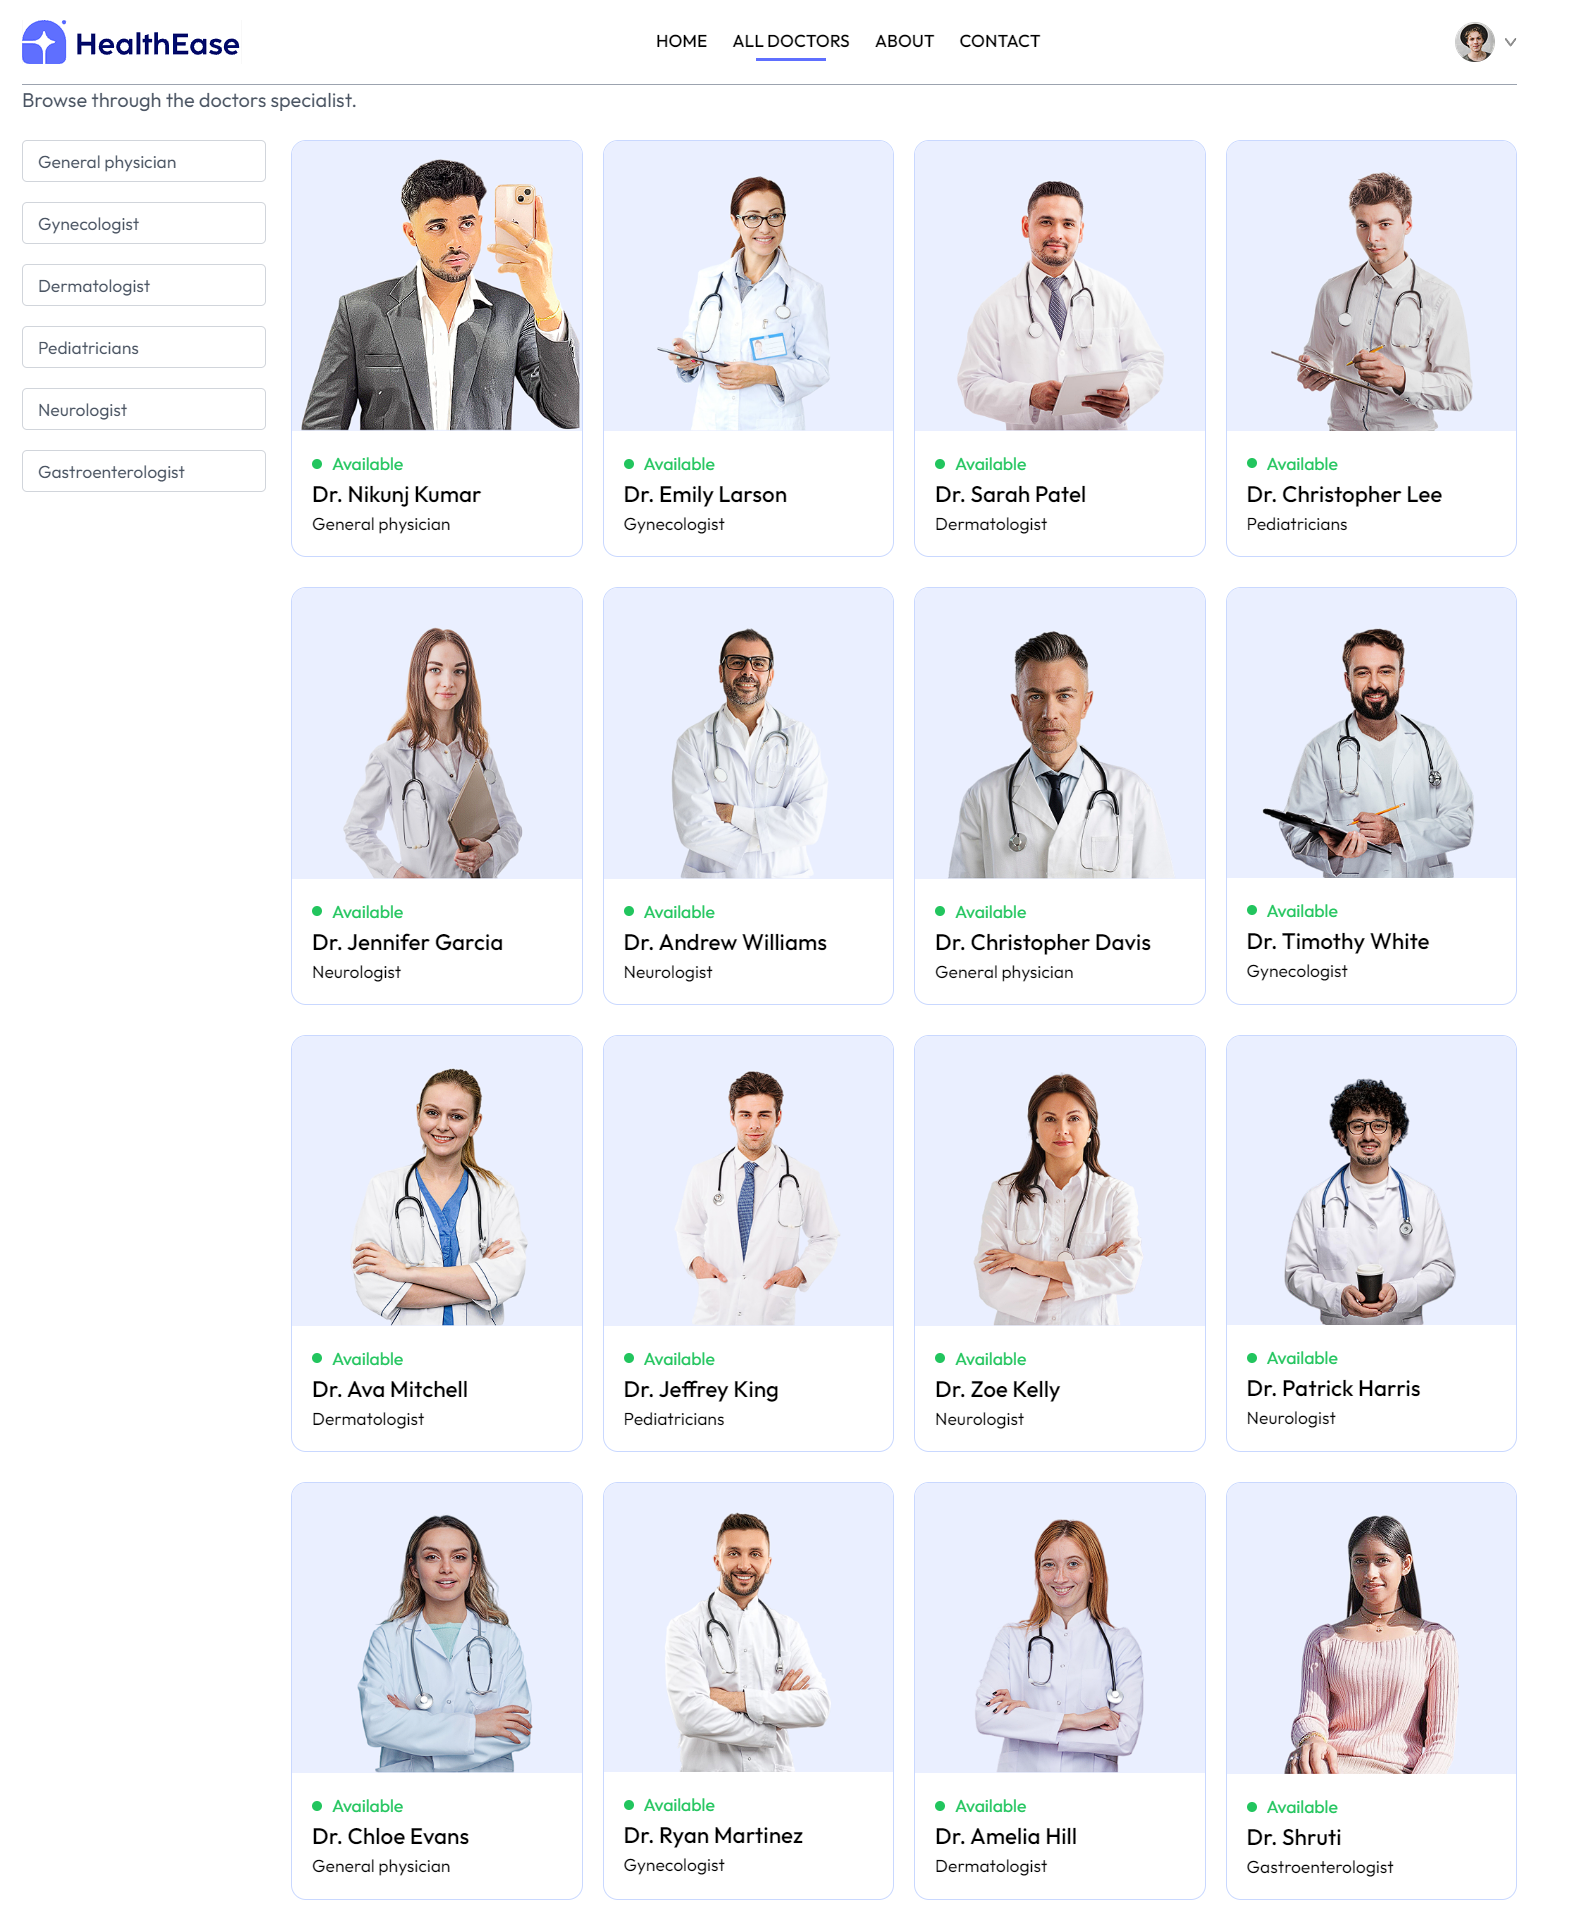 HealthEase
HOME ALL DOCTORS ABOUT CONTACT
Browse through the doctors specialist.
General physician
Gynecologist
Dermatologist
Pediatricians
Neurologist
Gastroenterologist
Available
Dr. Nikunj Kumar
General physician
Available
Dr. Emily Larson
Gynecologist
Available
Dr. Sarah Patel
Dermatologist
Available
Dr. Christopher Lee
Pediatricians
Available
Dr. Jennifer Garcia
Neurologist
Available
Dr. Andrew Williams
Neurologist
Available
Dr. Christopher Davis
General physician
Available
Dr. Timothy White
Gynecologist
Available
Dr. Ava Mitchell
Dermatologist
Available
Dr. Jeffrey King
Pediatricians
Available
Dr. Zoe Kelly
Neurologist
Available
Dr. Patrick Harris
Neurologist
Available
Dr. Chloe Evans
General physician
Available
Dr. Ryan Martinez
Gynecologist
Available
Dr. Amelia Hill
Dermatologist
Available
Dr. Shruti
Gastroenterologist